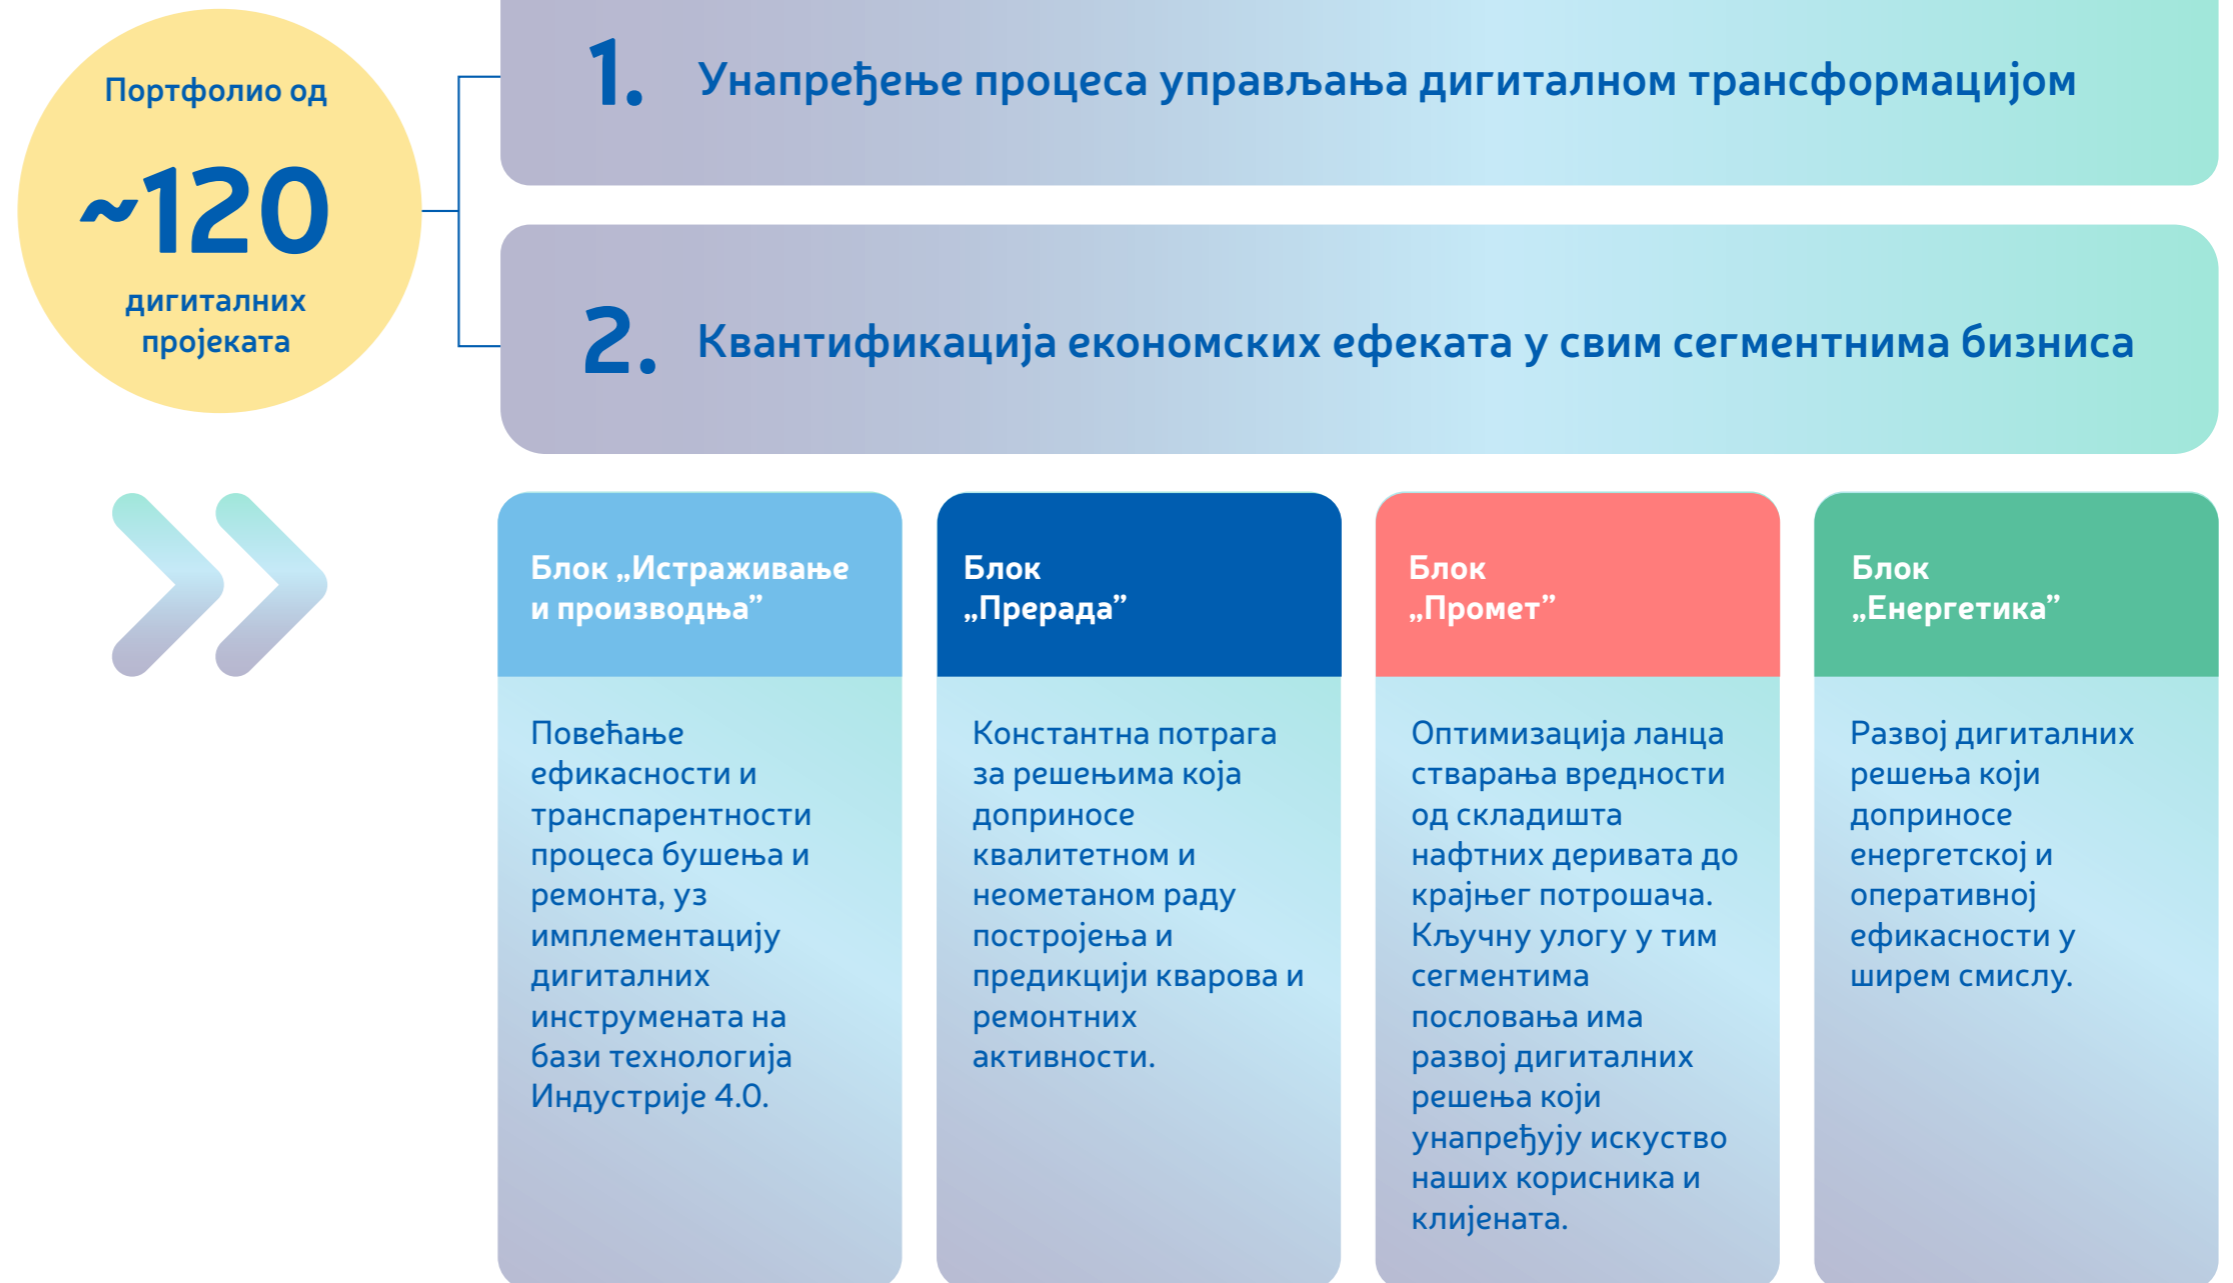 Портфолио од
~120
дигиталних
пројеката
1. Унапређење процеса управљања дигиталном трансформацијом
2. Квантификација економских ефеката у свим сегментнима бизниса
Блок „Истраживање
и производња”
Повећање
ефикасности и
транспарентности
процеса бушења и
ремонта, уз
имплементацију
дигиталних
инструмената на
бази технологија
Индустрије 4.0.
Блок
„Прерада”
Константна потрага
за решењима која
доприносе
квалитетном и
неометаном раду
постројења и
предикцији кварова и
ремонтних
активности.
Блок
„Промет”
Оптимизација ланца
стварања вредности
од складишта
нафтних деривата до
крајњег потрошача.
Кључну улогу у тим
сегментима
пословања има
развој дигиталних
решења који
унапређују искуство
наших корисника и
клијената.
Блок
„Енергетика”
Развој дигиталних
решења који
доприносе
енергетској и
оперативној
ефикасности у
ширем смислу.